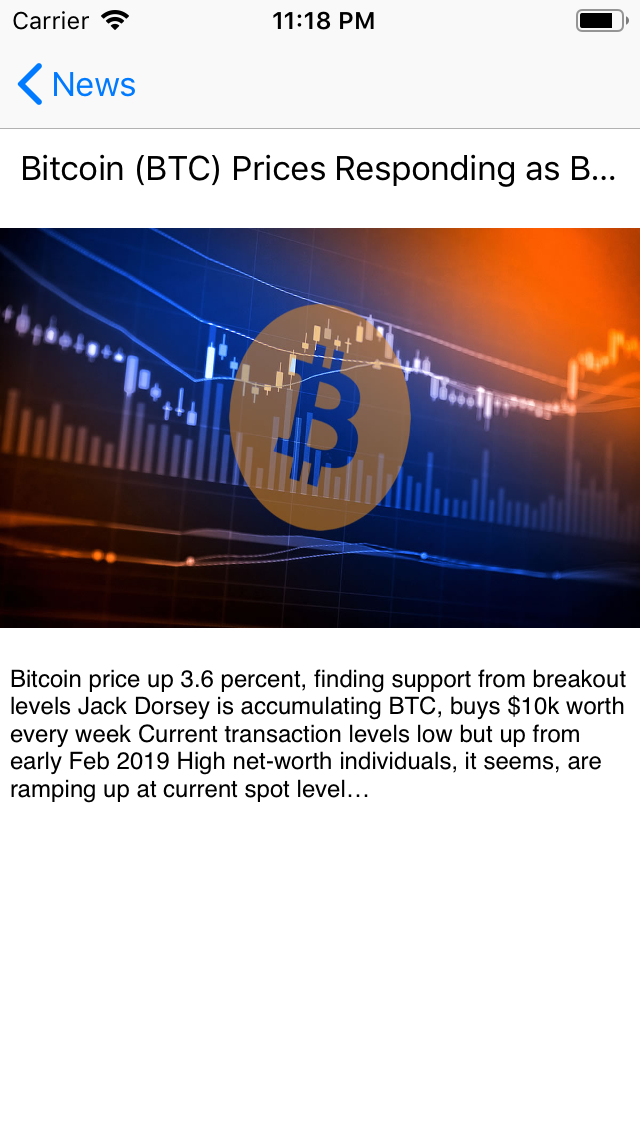 Carrier 11:18 PM
News
Bitcoin (BTC) Prices Responding as B...
Bitcoin price up 3.6 percent, finding support from breakout
levels Jack Dorsey is accumulating BTC, buys $10k worth
every week Current transaction levels low but up from
early Feb 2019 High net-worth individuals, it seems, are
ramping up at current spot level…